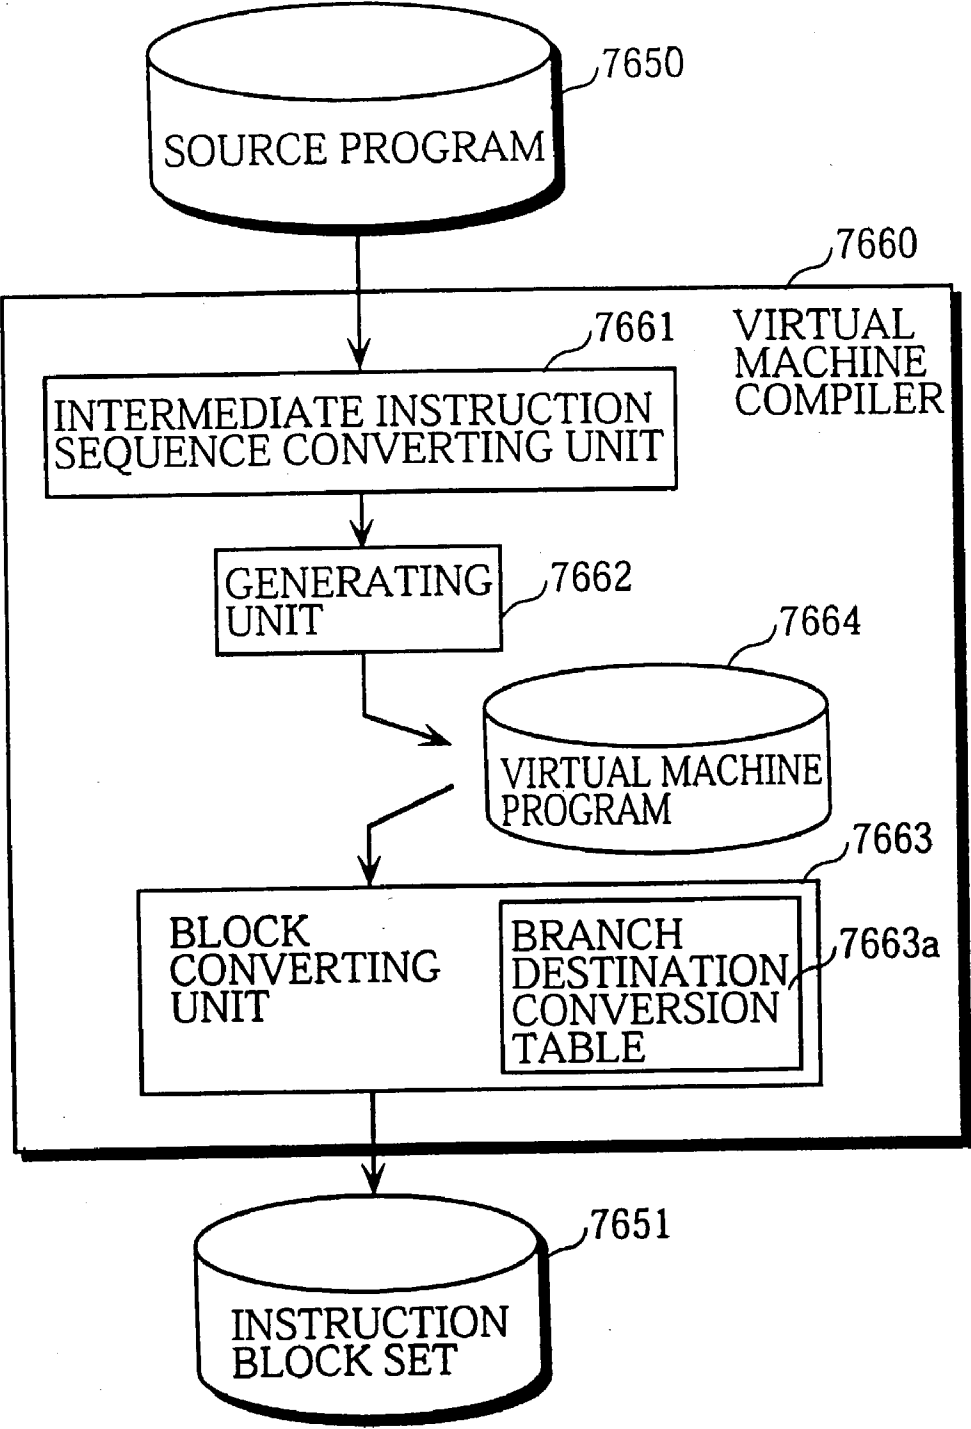 7650
SOURCE PROGRAM
7660
VIRTUAL
MACHINE
COMPILER
7661
INTERMEDIATE INSTRUCTION
SEQUENCE CONVERTING UNIT
7662
GENERATING
UNIT
7664
VIRTUAL MACHINE
PROGRAM
7663
BLOCK
CONVERTING
UNIT
BRANCH
DESTINATION
CONVERSION
TABLE
7663a
7651
INSTRUCTION
BLOCK SET